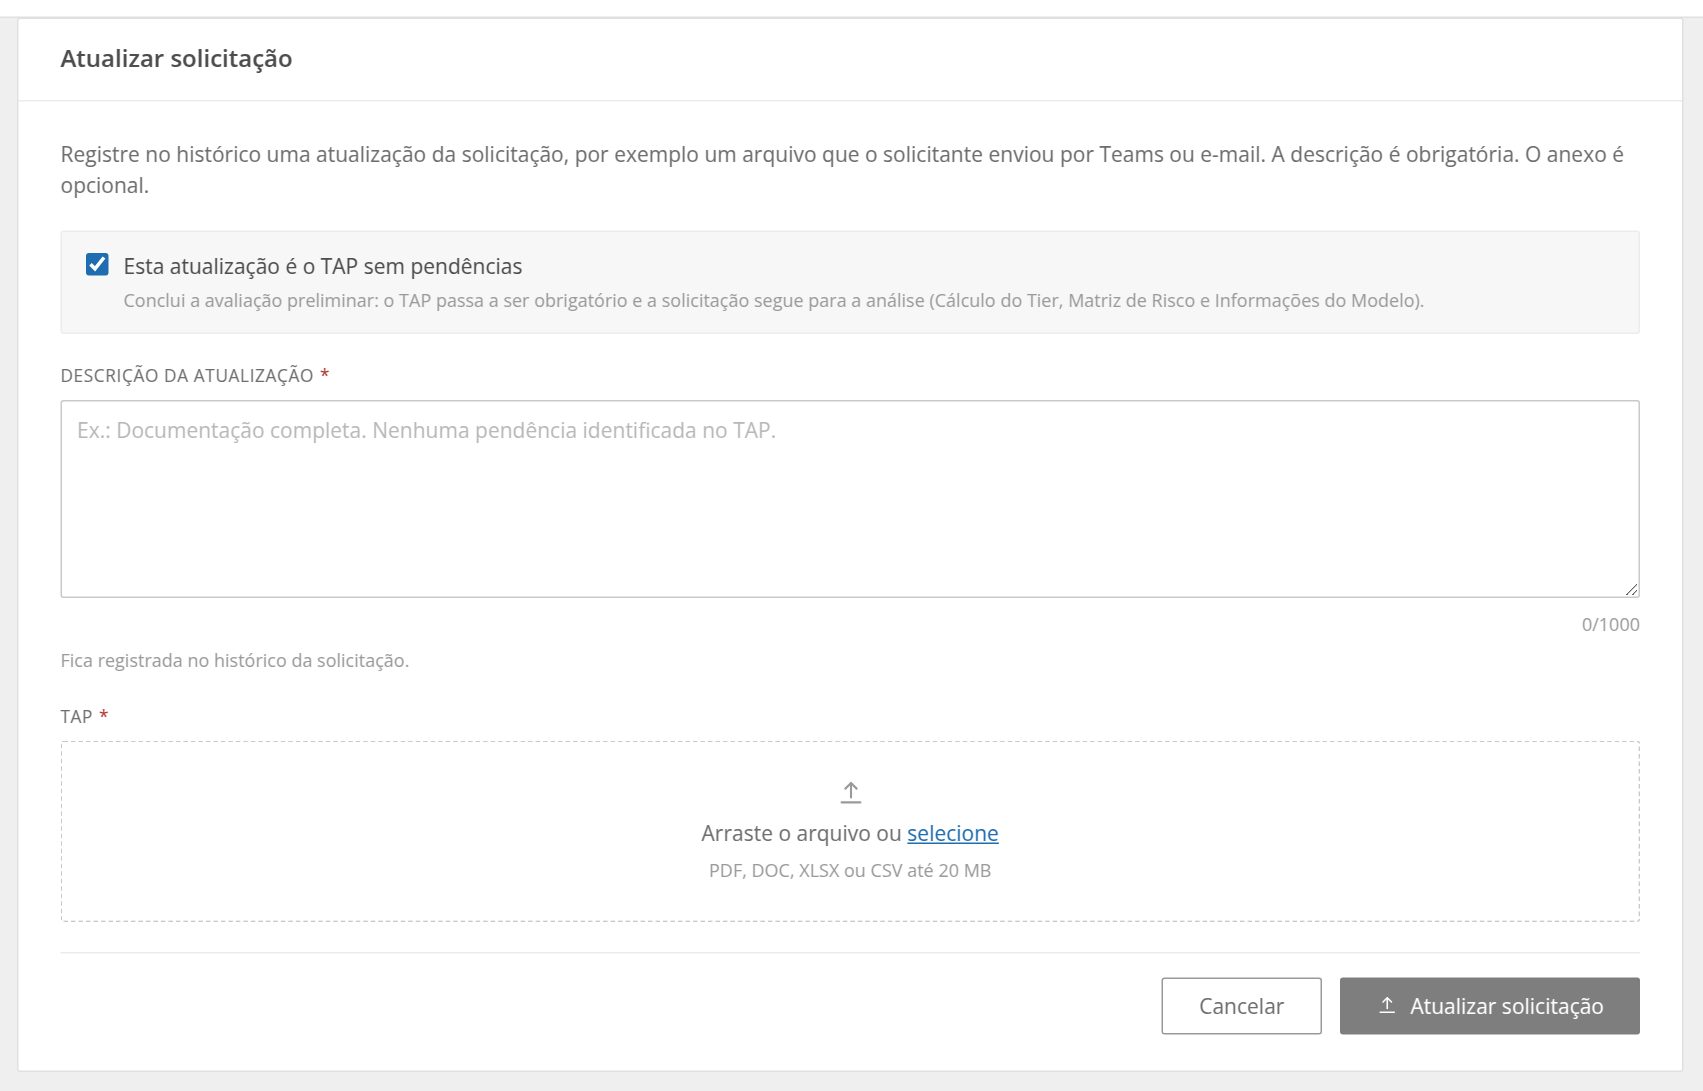 Atualizar solicitação
Registre no histórico uma atualização da solicitação, por exemplo um arquivo que o solicitante enviou por Teams ou e-mail. A descrição é obrigatória. O anexo é
opcional.
Esta atualização é o TAP sem pendências
Conclui a avaliação preliminar: o TAP passa a ser obrigatório e a solicitação segue para a análise (Cálculo do Tier, Matriz de Risco e Informações do Modelo).
DESCRIÇÃO DA ATUALIZAÇÃO *
Ex.: Documentação completa. Nenhuma pendência identificada no TAP.
0/1000
Fica registrada no histórico da solicitação.
TAP *
Arraste o arquivo ou selecione
PDF, DOC, XLSX ou CSV até 20 MB
Cancelar
Atualizar solicitação